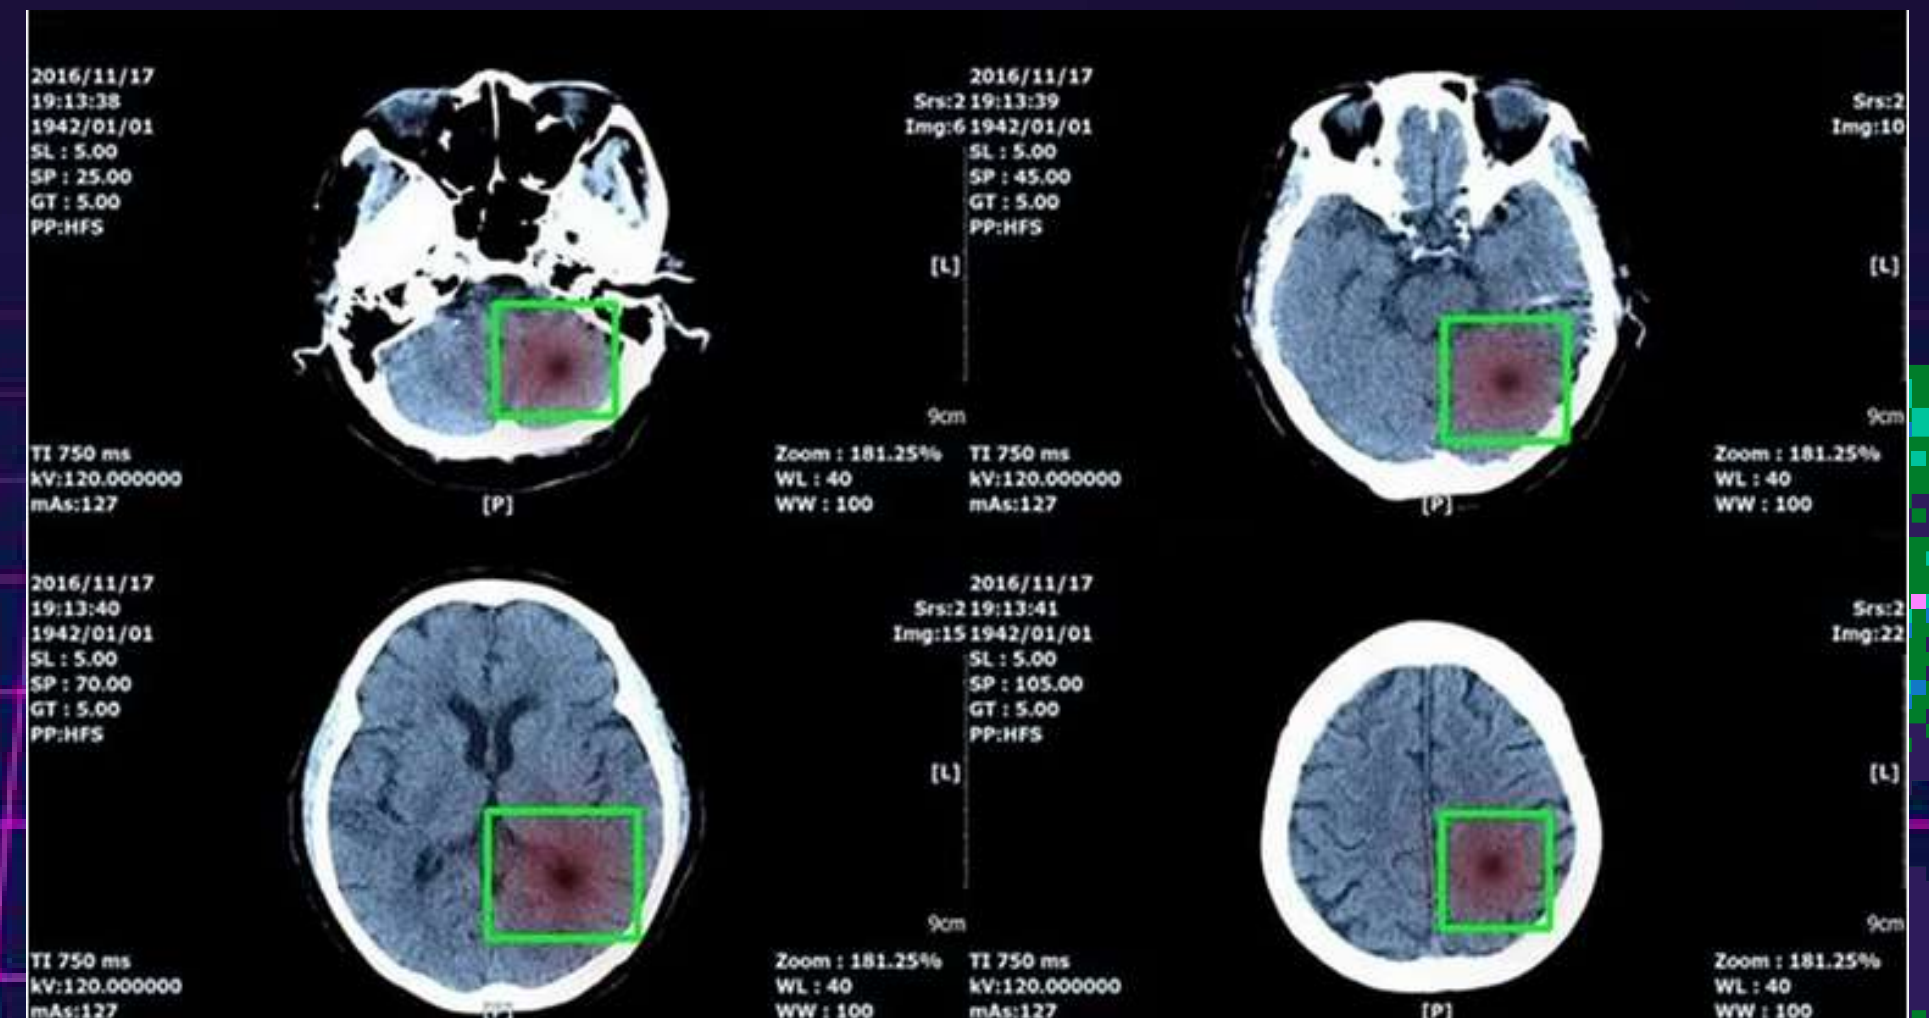 2016/11/17
19:13:38
1942/01/01
SL : 5.00
SP : 25.00
GT : 5.00
PP:HFS
Srs:2
Img:6
[L]
9cm
TI 750 ms
kV:120.000000
mAs:127
[P]
Zoom : 181.25%
WL : 40
WW : 100
2016/11/17
19:13:39
1942/01/01
SL : 5.00
SP : 45.00
GT : 5.00
PP:HFS
Srs:2
Img:10
[L]
9cm
TI 750 ms
kV:120.000000
mAs:127
[P]
Zoom : 181.25%
WL : 40
WW : 100
2016/11/17
19:13:40
1942/01/01
SL : 5.00
SP : 70.00
GT : 5.00
PP:HFS
Srs:2
Img:15
[L]
9cm
TI 750 ms
kV:120.000000
mAs:127
[P]
Zoom : 181.25%
WL : 40
WW : 100
2016/11/17
19:13:41
1942/01/01
SL : 5.00
SP : 105.00
GT : 5.00
PP:HFS
Srs:2
Img:22
[L]
9cm
TI 750 ms
kV:120.000000
mAs:127
[P]
Zoom : 181.25%
WL : 40
WW : 100